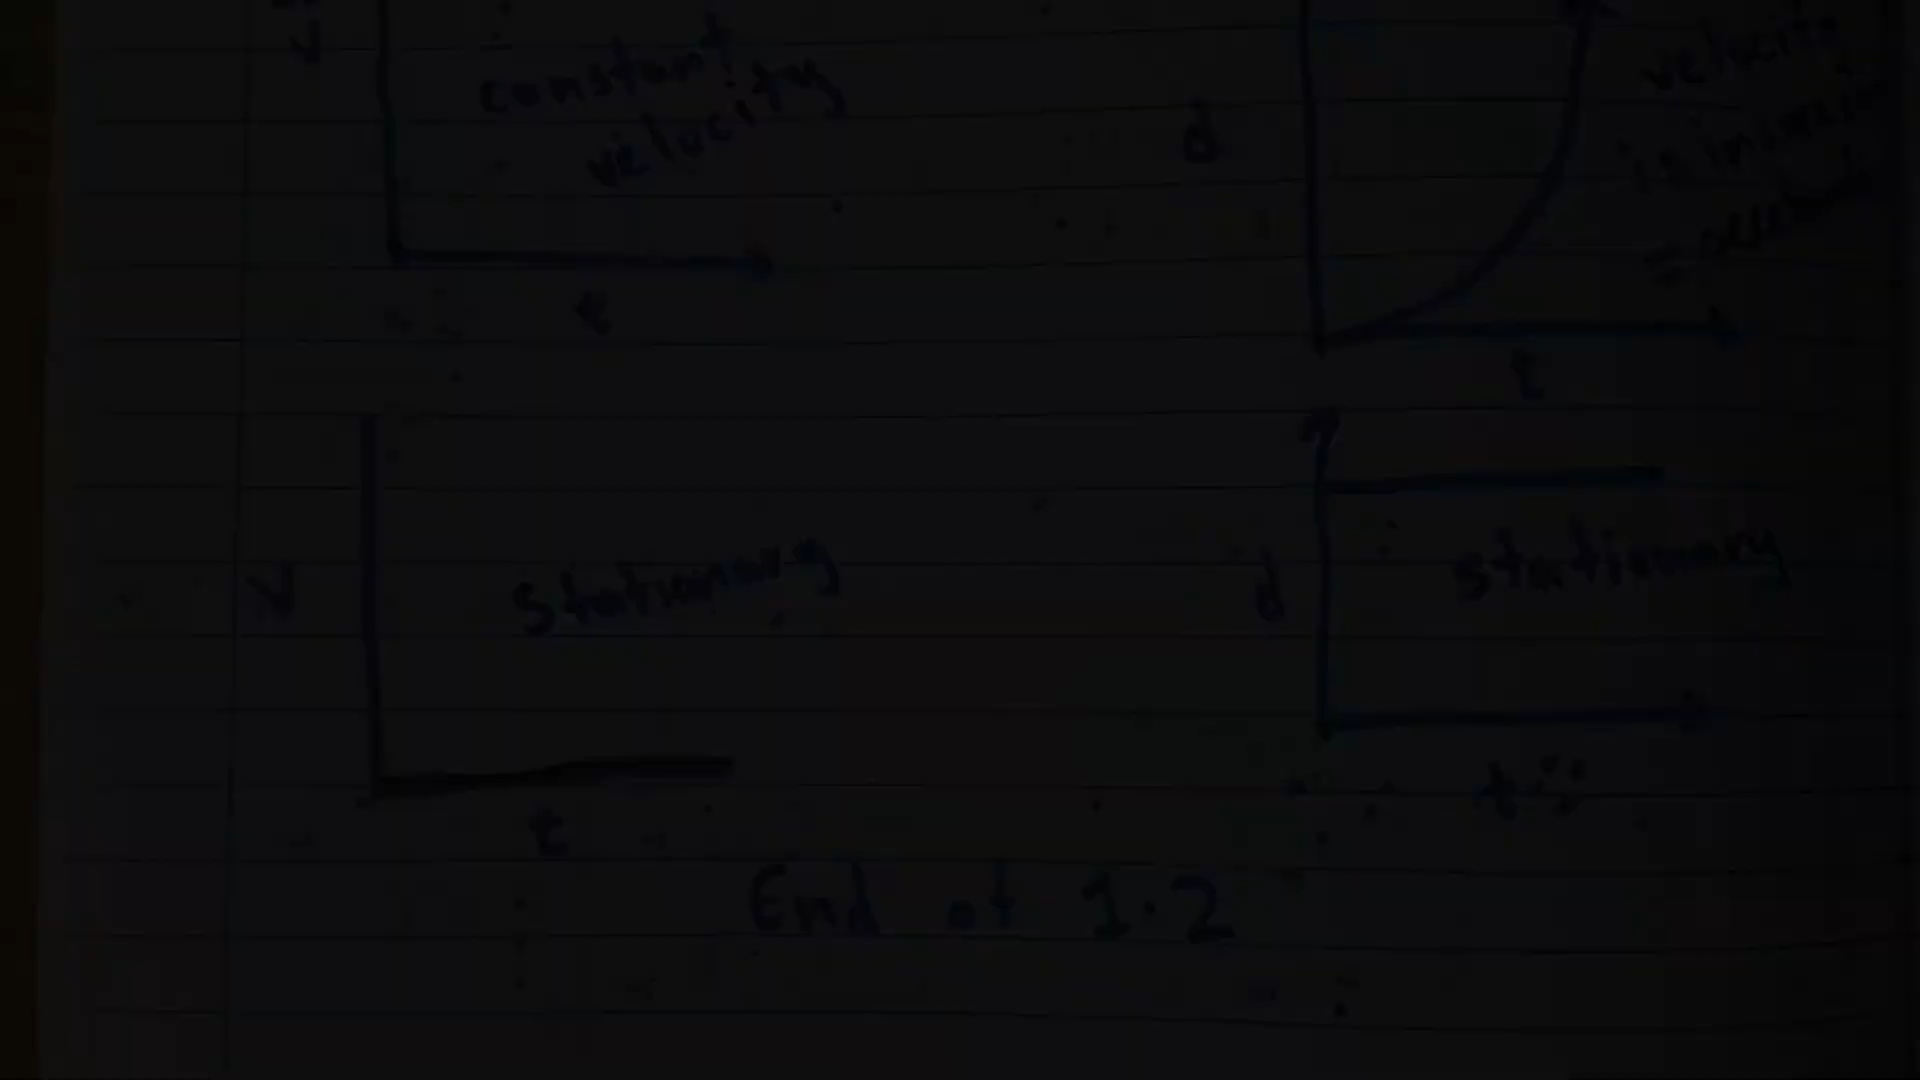 v
constant
velocity
t
d
velocity
t
v
stationary
t
d
stationary
t
End of 1.2